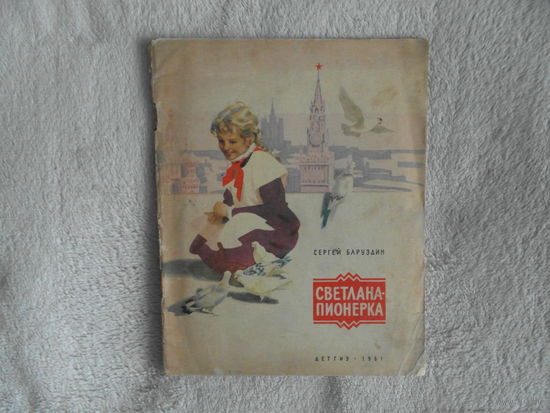 СЕРГЕЙ БАРУЗДИН
СВЕТЛАНА-
ПИОНЕРКА
ДЕТГИЗ • 1961